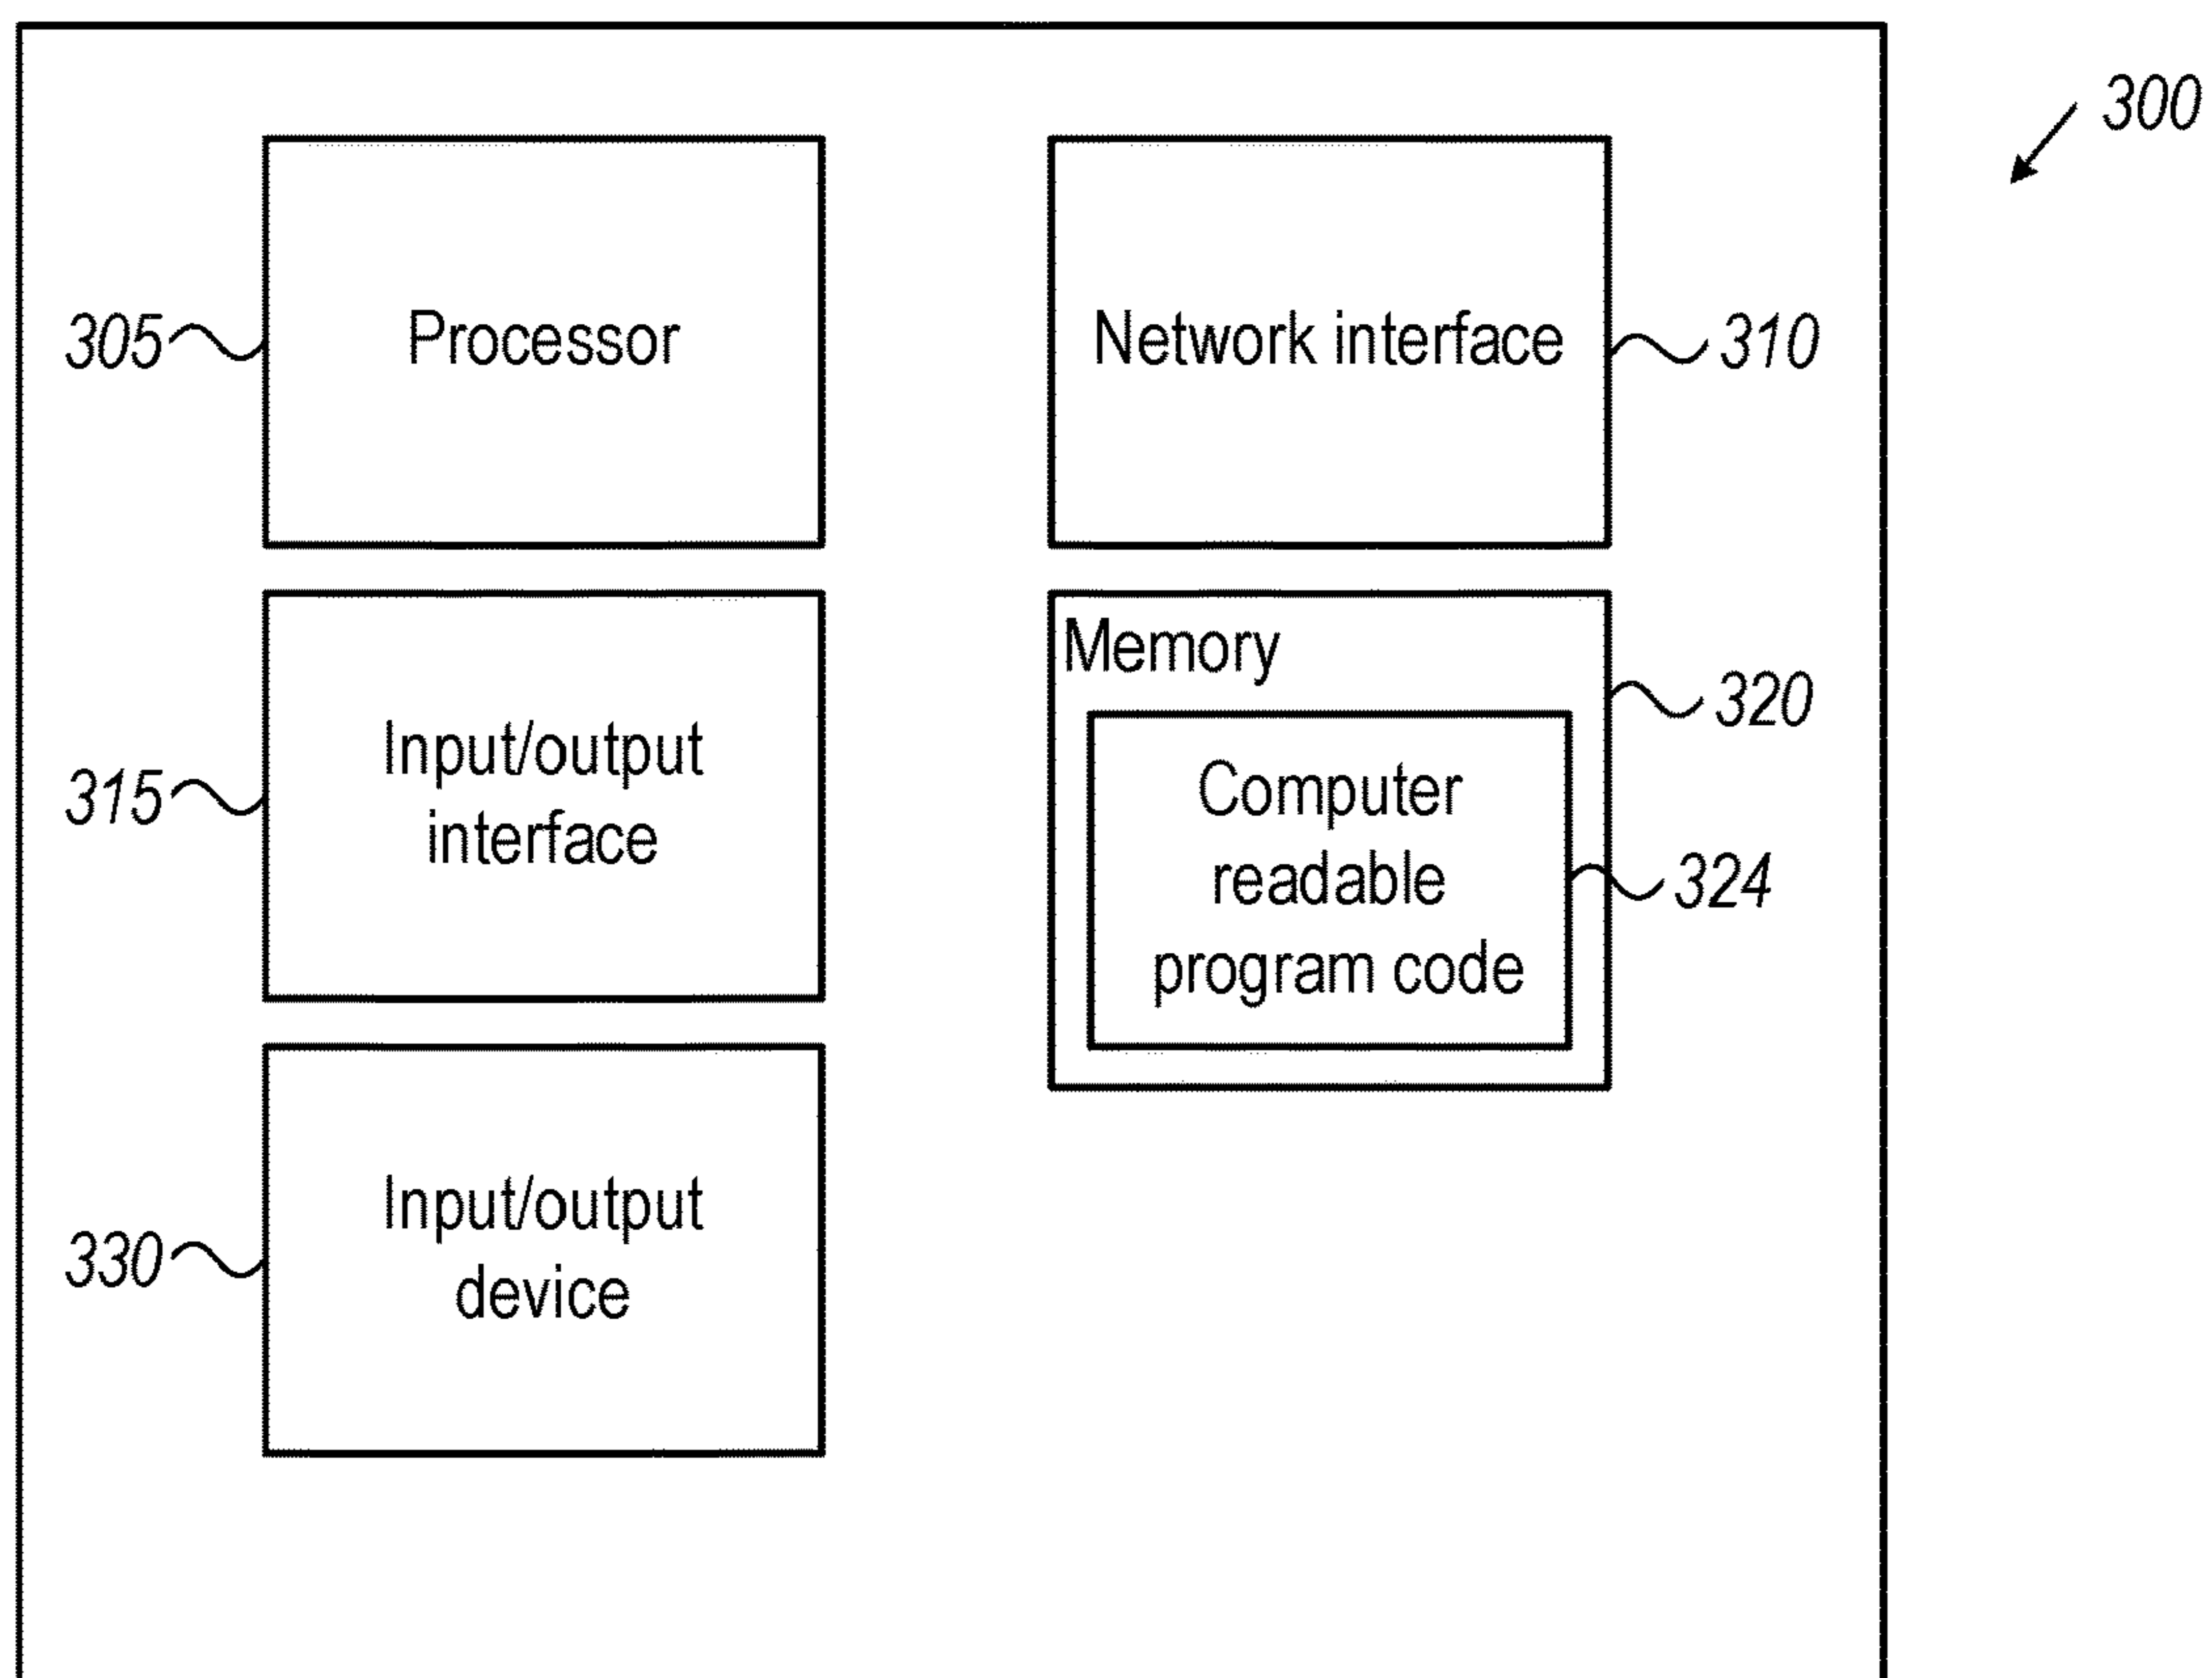 300
305
Processor
Network interface
310
Memory
320
315
Input/output
interface
Computer
readable
program code
324
330
Input/output
device